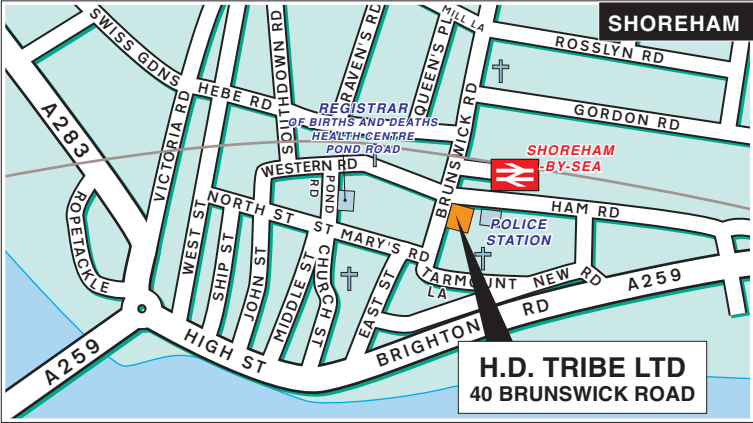 SHOREHAM
MILL LA
SWISS GDNS
SOUTHDOWN RD
RAVEN'S RD
QUEEN'S PL
ROSSLYN RD
HEBE RD
GORDON RD
A283
VICTORIA RD
REGISTRAR
OF BIRTHS AND DEATHS
HEALTH CENTRE
POND ROAD
BRUNSWICK RD
SHOREHAM
-BY-SEA
WESTERN RD
POND
RD
ROPETACKLE
WEST ST
NORTH ST
ST MARY'S RD
HAM RD
POLICE
STATION
SHIP ST
JOHN ST
MIDDLE ST
CHURCH ST
EAST ST
TARMOUNT
LA
NEW RD
A259
BRIGHTON RD
HIGH ST
A259
H.D. TRIBE LTD
40 BRUNSWICK ROAD